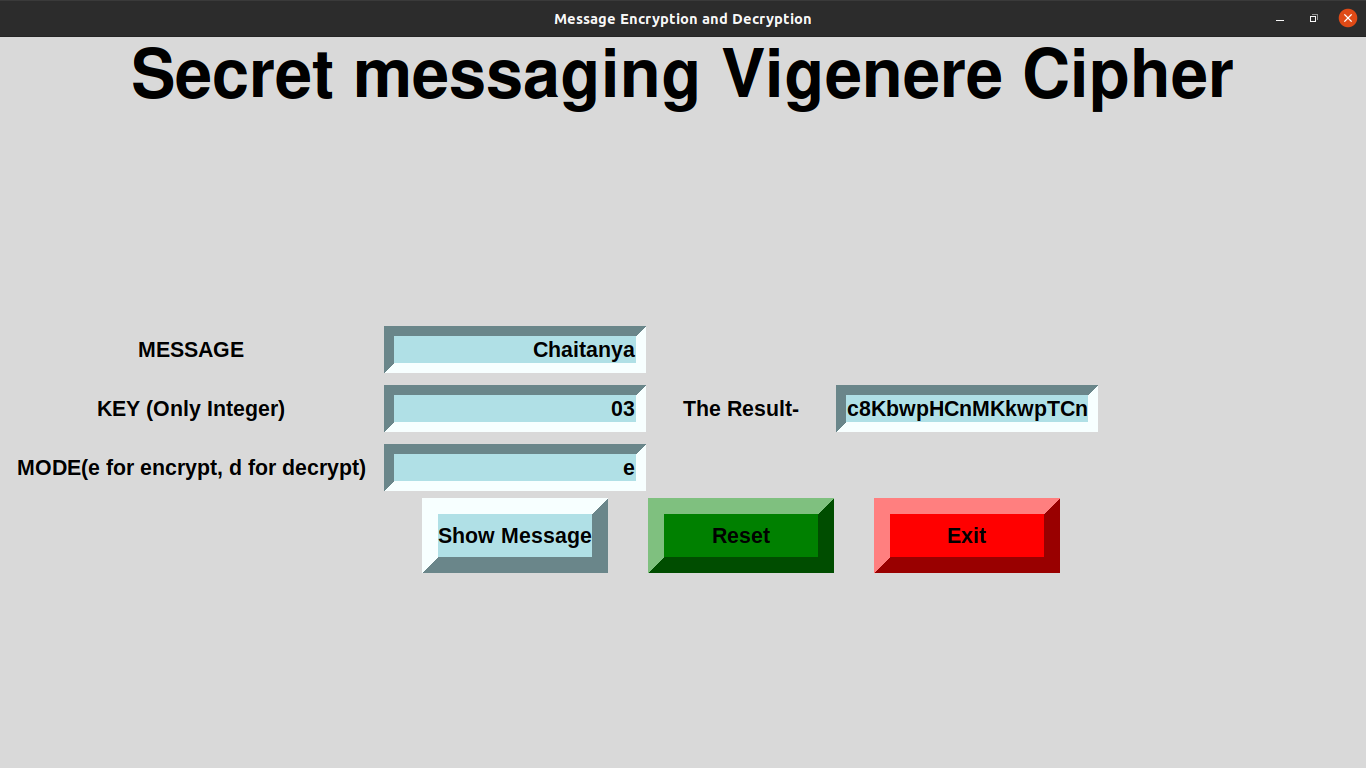 Message Encryption and Decryption
Secret messaging Vigenere Cipher
MESSAGE
Chaitanya
KEY (Only Integer)
03
The Result-
c8KbwpHCnMKkwpTCn
MODE(e for encrypt, d for decrypt)
e
Show Message
Reset
Exit